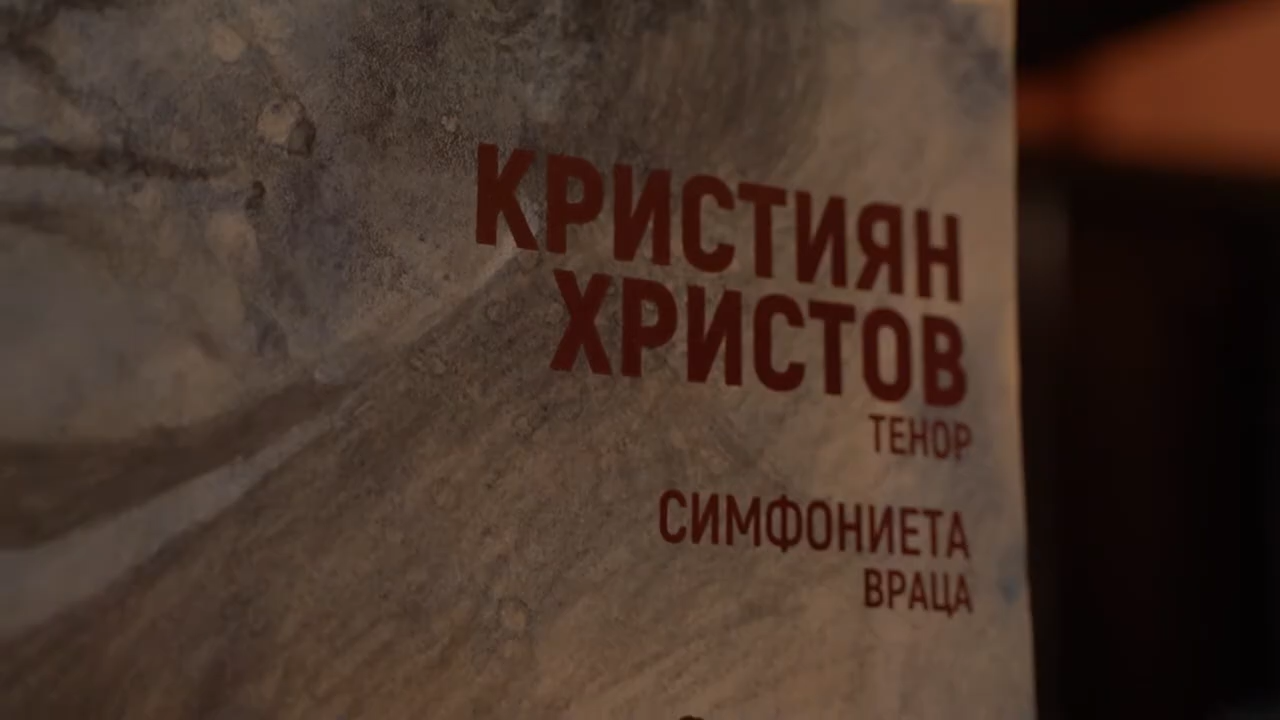 КРИСТИЯН
ХРИСТОВ
ТЕНОР
СИМФОНИЕТА
ВРАЦА